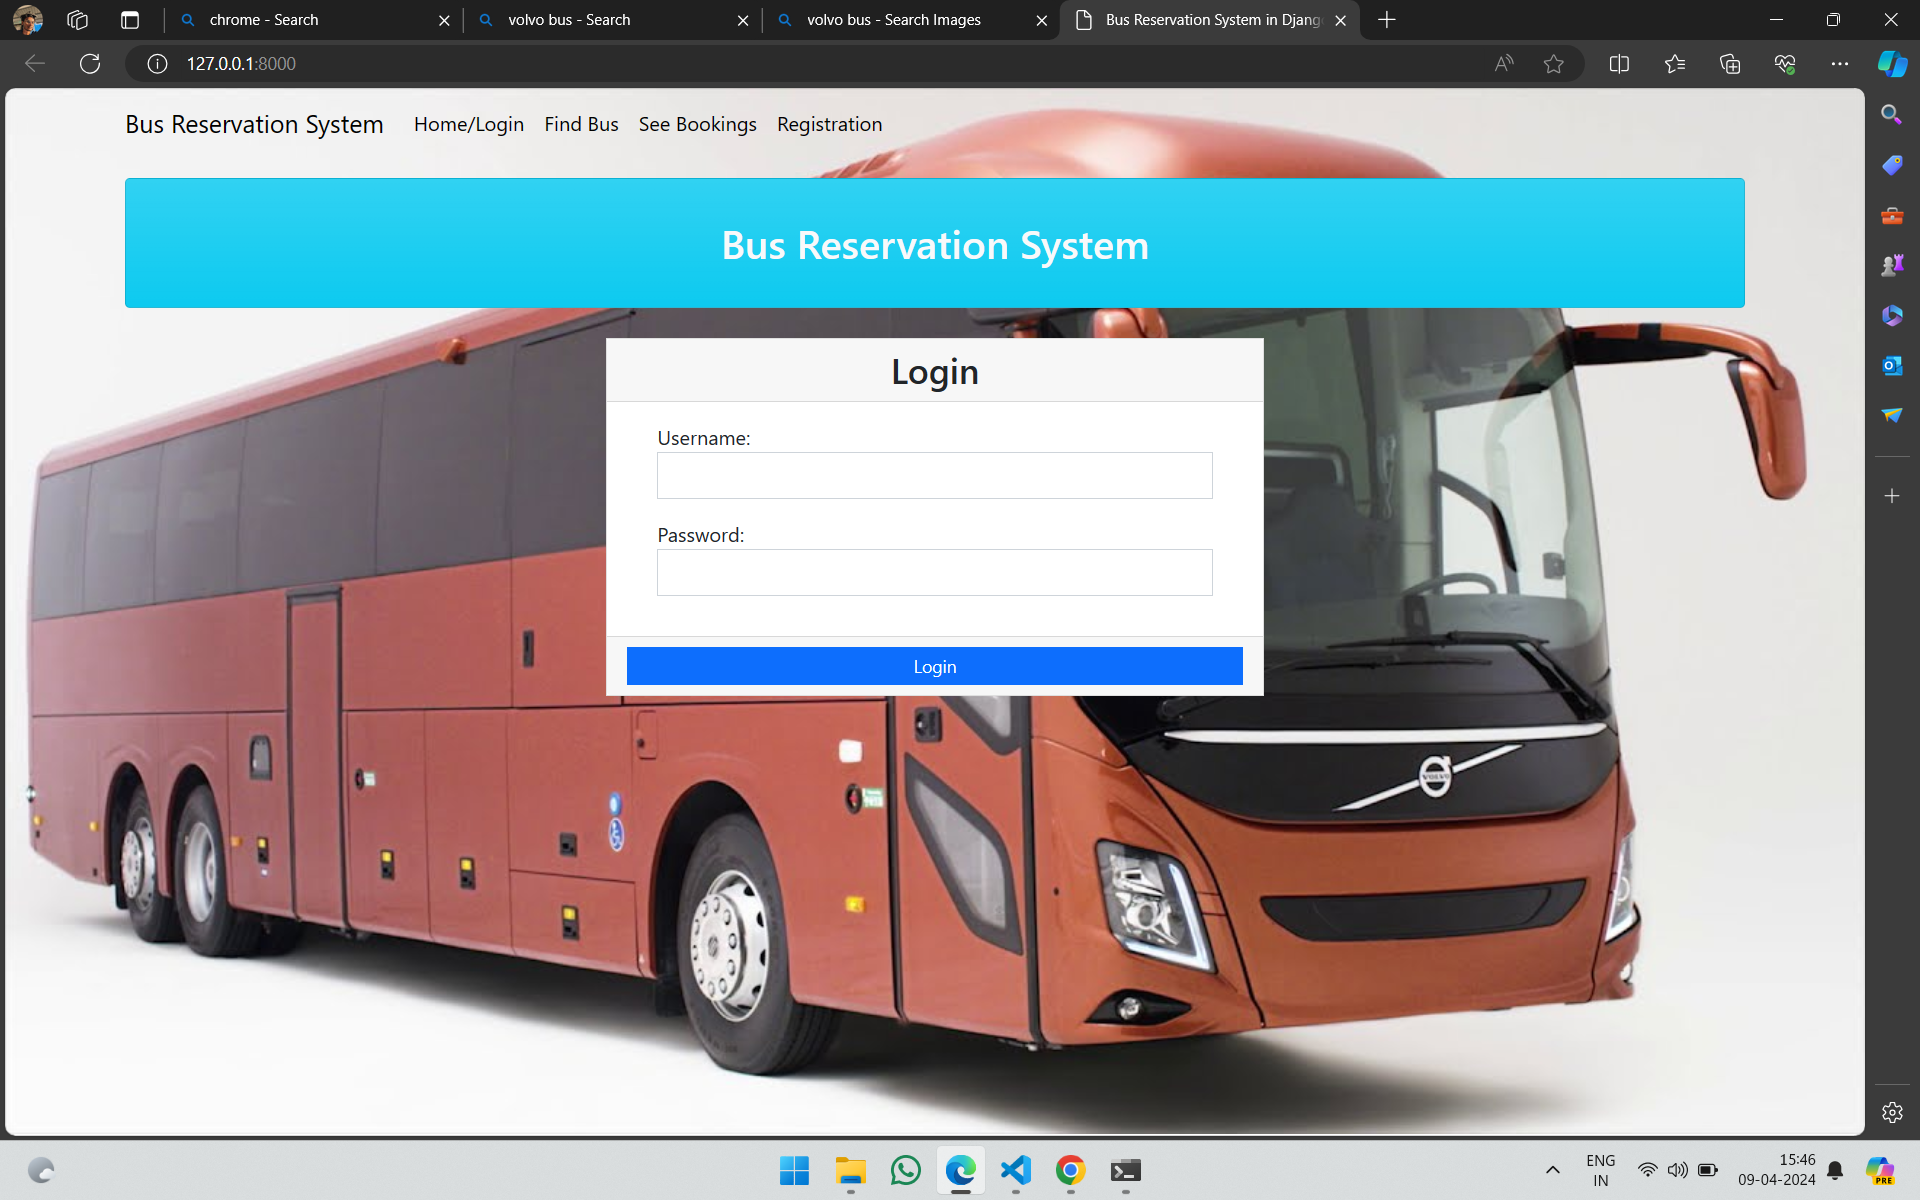 chrome - Search
volvo bus - Search
volvo bus - Search Images
Bus Reservation System in Djang
127.0.0.1:8000
Bus Reservation System
Home/Login
Find Bus
See Bookings
Registration
Bus Reservation System
Login
Username:
Password:
Login
VOLVO
ENG
IN
15:46
09-04-2024
PRE